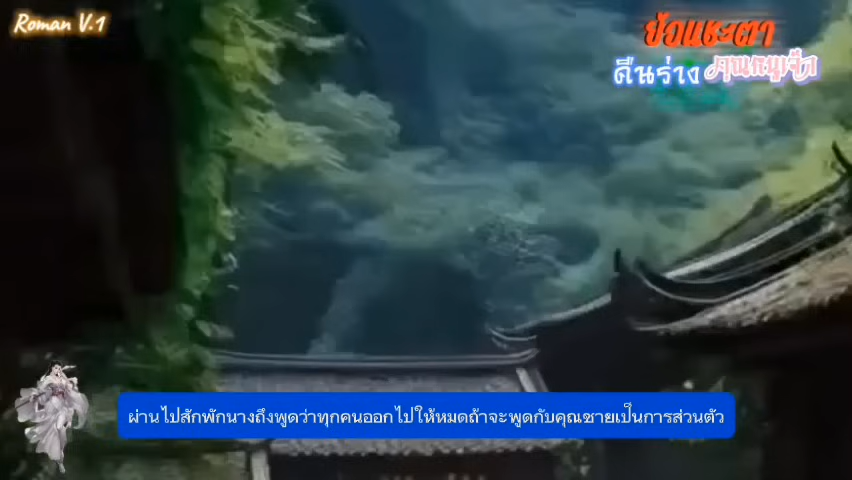 Roman V.1
ย้อนชะตา
คืนร่าง คุณหนูเจ้า
ผ่านไปสักพักนางถึงพูดว่าทุกคนออกไปให้หมดถ้าจะพูดกับคุณชายเป็นการส่วนตัว